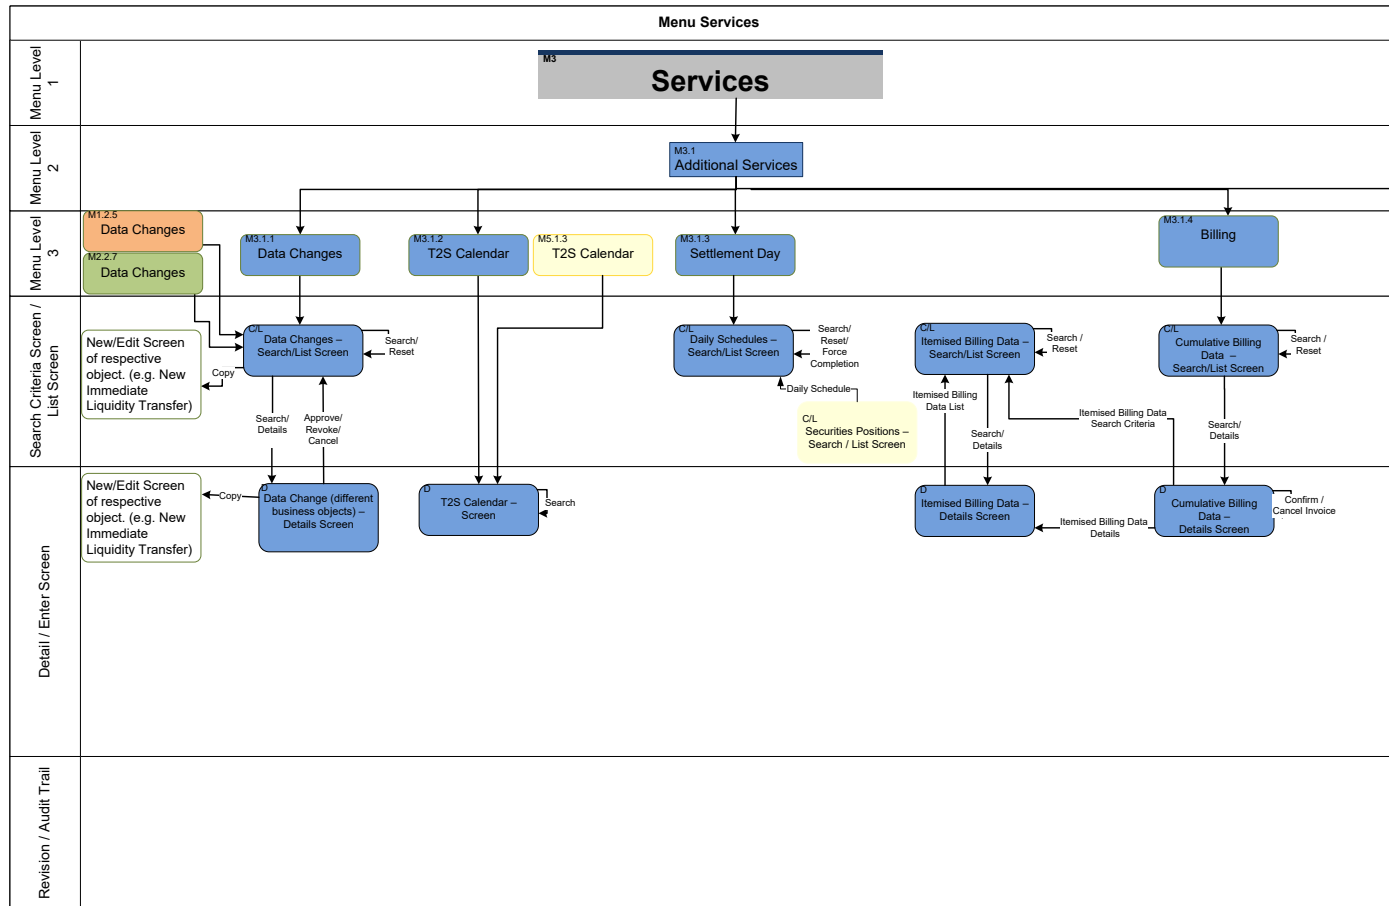 Menu Services
Menu Level
1
M3
Services
Menu Level
2
M3.1
Additional Services
Menu Level
3
M1.2.5
Data Changes
M2.2.7
Data Changes
M3.1.1
Data Changes
M3.1.2
T2S Calendar
M5.1.3
T2S Calendar
M3.1.3
Settlement Day
M3.1.4
Billing
Search Criteria Screen /
List Screen
New/Edit Screen
of respective
object. (e.g. New
Immediate
Liquidity Transfer)
Copy
C/L
Data Changes –
Search/List Screen
Search/
Reset
Search/
Details
Approve/
Revoke/
Cancel
C/L
Daily Schedules –
Search/List Screen
Search/
Reset/
Force
Completion
Daily Schedule
C/L
Securities Positions –
Search / List Screen
C/L
Itemised Billing Data –
Search/List Screen
Search /
Reset
Itemised Billing
Data List
Search/
Details
Itemised Billing Data
Search Criteria
C/L
Cumulative Billing
Data –
Search/List Screen
Search /
Reset
Search/
Details
Detail / Enter Screen
New/Edit Screen
of respective
object. (e.g. New
Immediate
Liquidity Transfer)
Copy
D
Data Change (different
business objects) –
Details Screen
D
T2S Calendar –
Screen
Search
D
Itemised Billing Data –
Details Screen
Itemised Billing Data
Details
D
Cumulative Billing
Data –
Details Screen
Confirm /
Cancel Invoice
Revision / Audit Trail